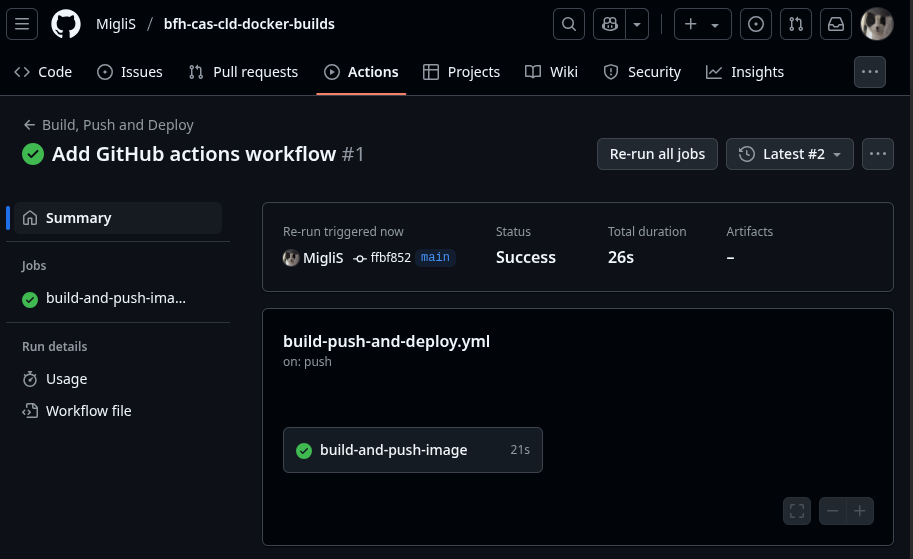 MigliS / bfh-cas-cld-docker-builds
Code Issues Pull requests Actions Projects Wiki Security Insights
Build, Push and Deploy
Add GitHub actions workflow #1
Re-run all jobs
Latest #2
Summary
Jobs
build-and-push-ima...
Run details
Usage
Workflow file
Re-run triggered now
MigliS ffbf852 main
Status
Success
Total duration
26s
Artifacts
–
build-push-and-deploy.yml
on: push
build-and-push-image 21s